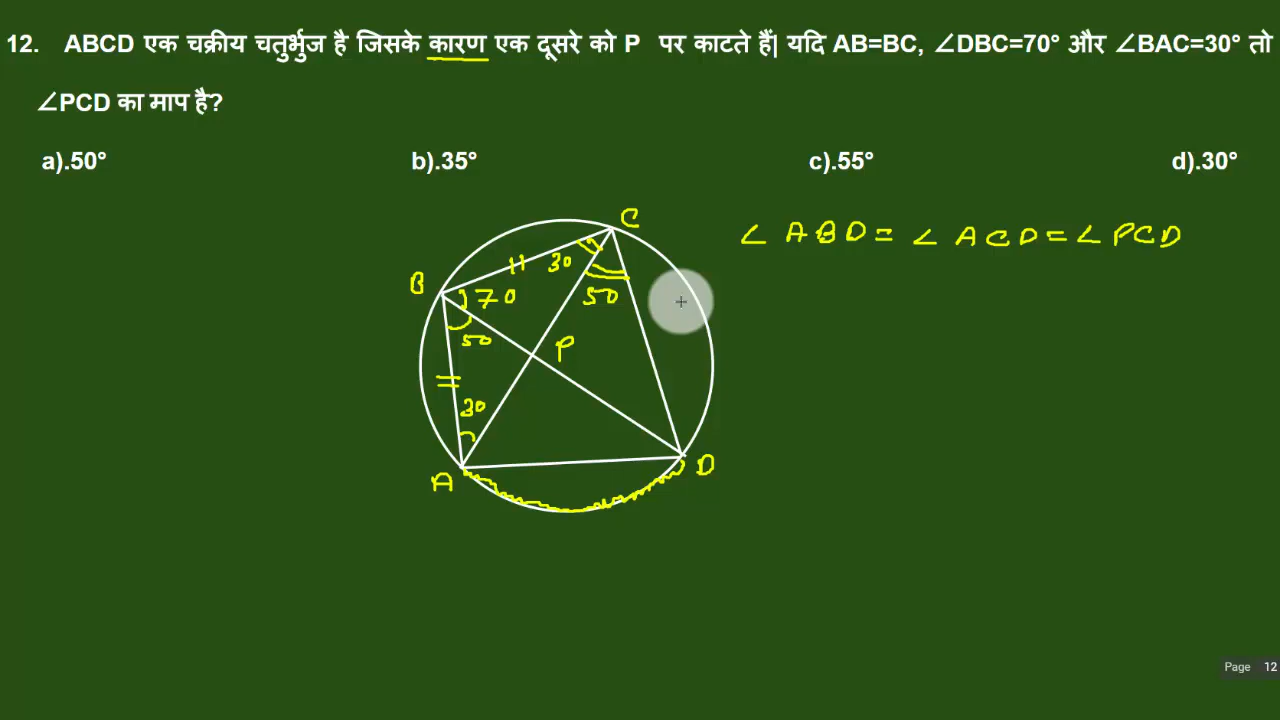 12. ABCD एक चक्रीय चतुर्भुज है जिसके कारण एक दूसरे को P पर काटते हैं| यदि AB=BC, ∠DBC=70° और ∠BAC=30° तो
∠PCD का माप है?
a).50° b).35° c).55° d).30°
C
∠ ABD = ∠ ACD = ∠ PCD
30
B
70
50
50
P
30
A
D
Page 12